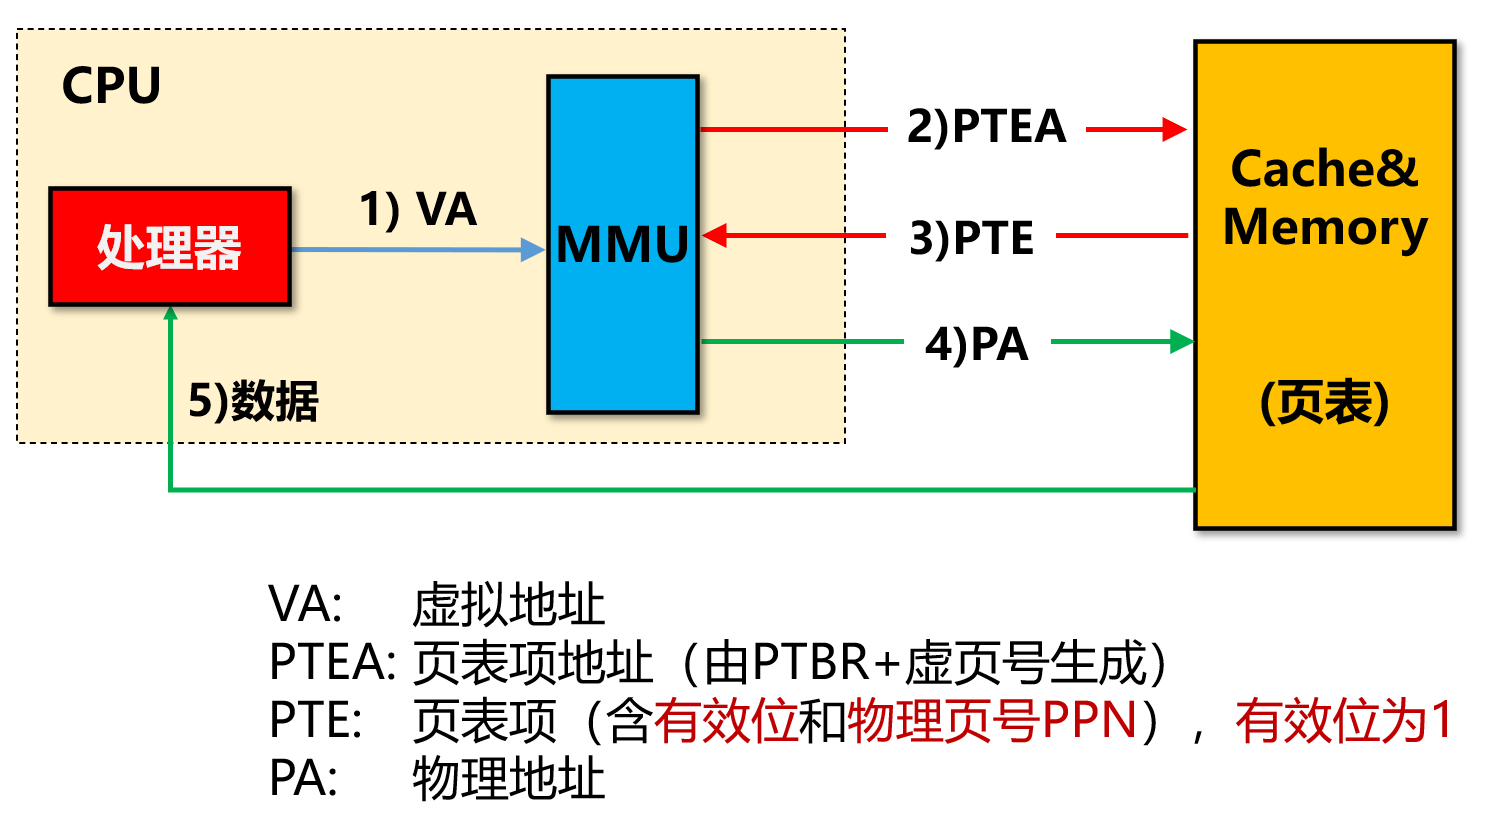 CPU
2)PTEA
Cache&
Memory
1) VA
处理器
MMU
3)PTE
4)PA
5)数据
(页表)
VA: 虚拟地址
PTEA: 页表项地址（由PTBR+虚页号生成）
PTE: 页表项（含有效位和物理页号PPN），有效位为1
PA: 物理地址